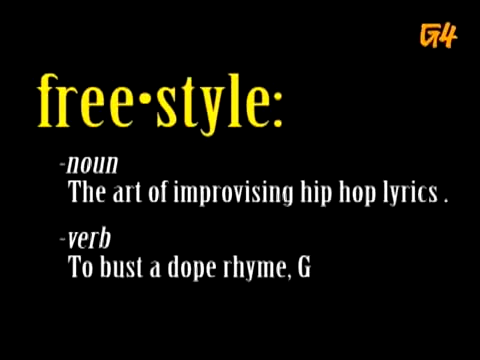 G4
free•style:
-noun
The art of improvising hip hop lyrics .
-verb
To bust a dope rhyme, G